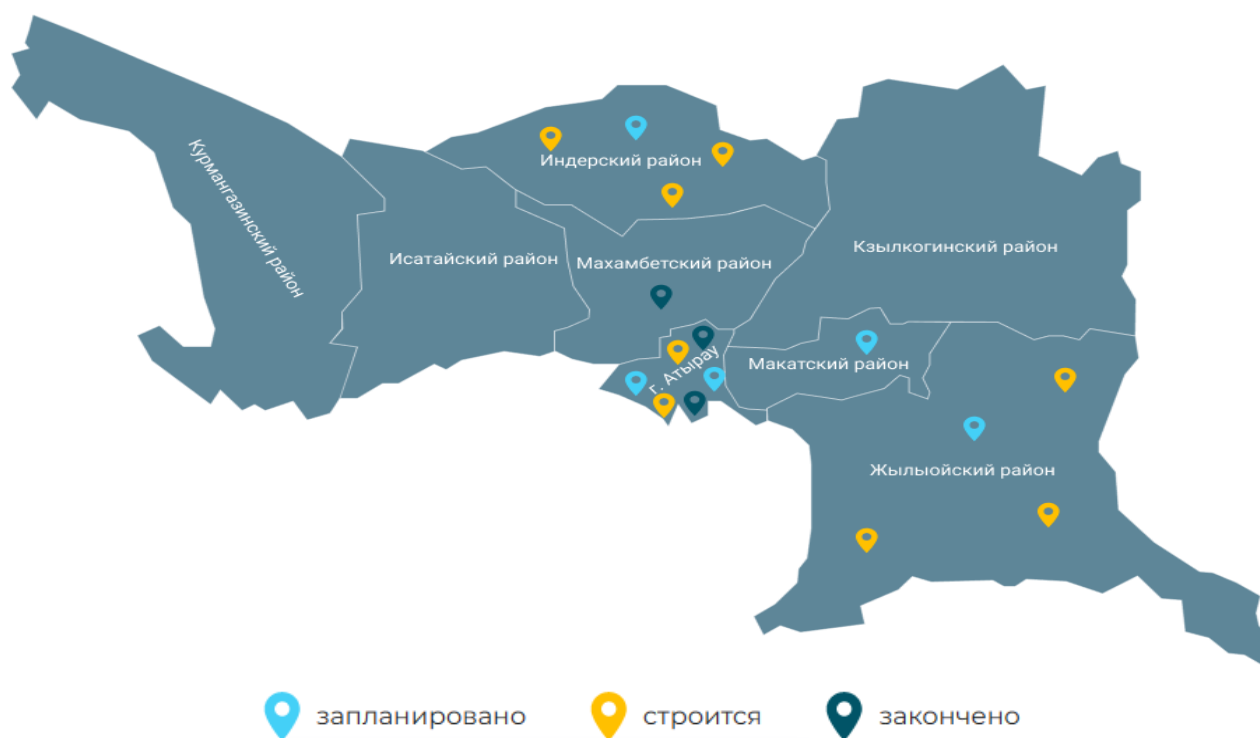 Курмангазинский район
Индерский район
Исатайский район
Махамбетский район
Кзылкогинский район
г. Атырау
Макатский район
Жылыойский район
запланировано
строится
закончено